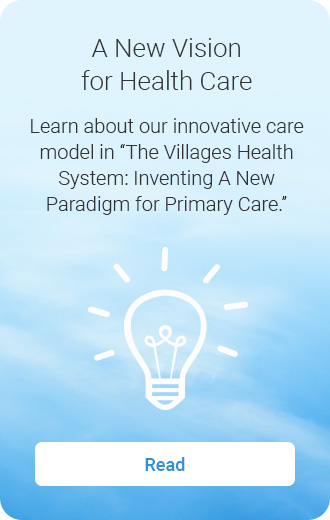 A New Vision
for Health Care
Learn about our innovative care
model in “The Villages Health
System: Inventing A New
Paradigm for Primary Care.”
Read